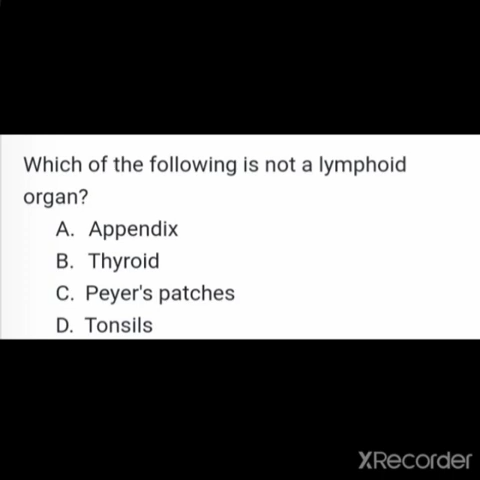 Which of the following is not a lymphoid
organ?
A. Appendix
B. Thyroid
C. Peyer's patches
D. Tonsils
XRecorder